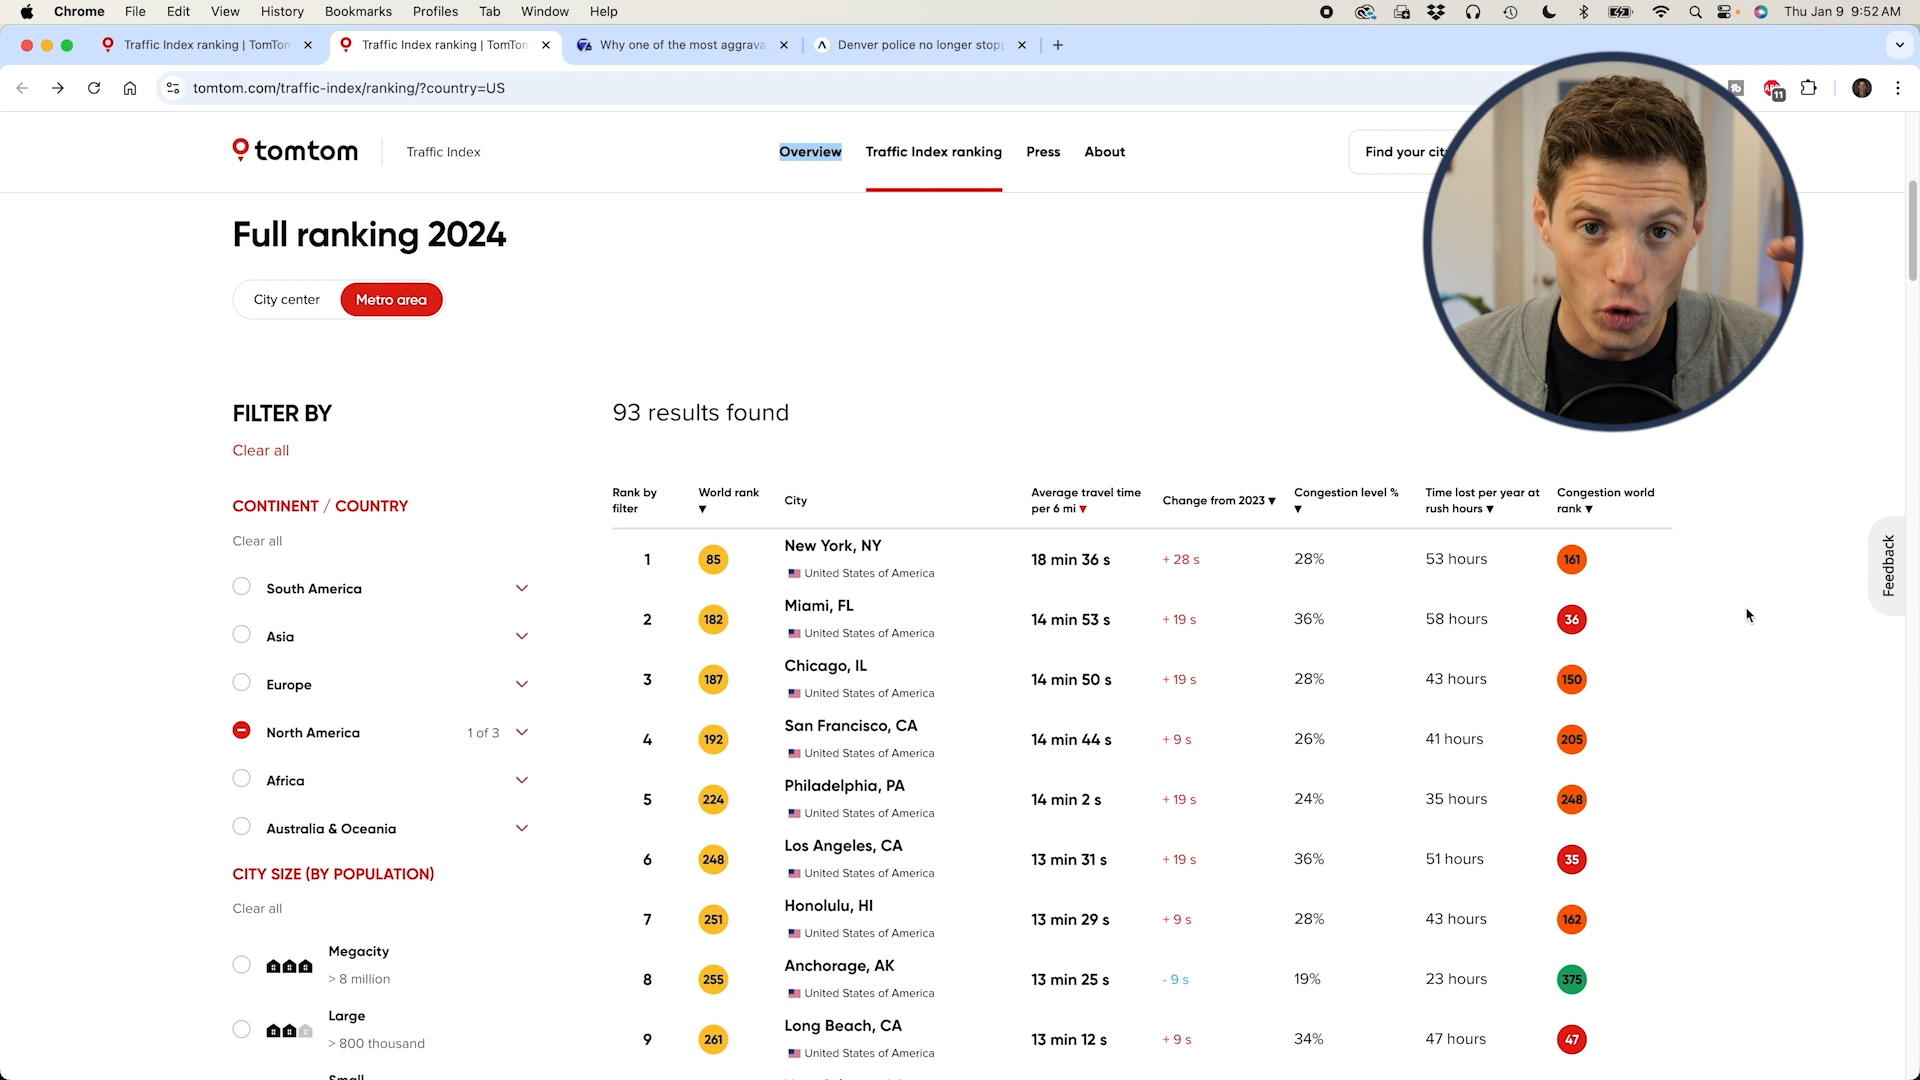 Chrome File Edit View History Bookmarks Profiles Tab Window Help Thu Jan 9 9:52 AM
Traffic Index ranking | TomTom Traffic Index ranking | TomTom Why one of the most aggrava Denver police no longer stopp
tomtom.com/traffic-index/ranking/?country=US 11
tomtom Traffic Index Overview Traffic Index ranking Press About Find your city
Full ranking 2024
City center Metro area
FILTER BY
Clear all
CONTINENT / COUNTRY
Clear all
South America
Asia
Europe
North America 1 of 3
Africa
Australia & Oceania
CITY SIZE (BY POPULATION)
Clear all
Megacity
> 8 million
Large
> 800 thousand
Small
93 results found
Rank by filter World rank ▼ City Average travel time per 6 mi ▼ Change from 2023 ▼ Congestion level % ▼ Time lost per year at rush hours ▼ Congestion world rank ▼
1 85 New York, NY 18 min 36 s + 28 s 28% 53 hours 161
United States of America
2 182 Miami, FL 14 min 53 s + 19 s 36% 58 hours 36
United States of America
3 187 Chicago, IL 14 min 50 s + 19 s 28% 43 hours 150
United States of America
4 192 San Francisco, CA 14 min 44 s + 9 s 26% 41 hours 205
United States of America
5 224 Philadelphia, PA 14 min 2 s + 19 s 24% 35 hours 248
United States of America
6 248 Los Angeles, CA 13 min 31 s + 19 s 36% 51 hours 35
United States of America
7 251 Honolulu, HI 13 min 29 s + 9 s 28% 43 hours 162
United States of America
8 255 Anchorage, AK 13 min 25 s - 9 s 19% 23 hours 375
United States of America
9 261 Long Beach, CA 13 min 12 s + 9 s 34% 47 hours 47
United States of America
Feedback